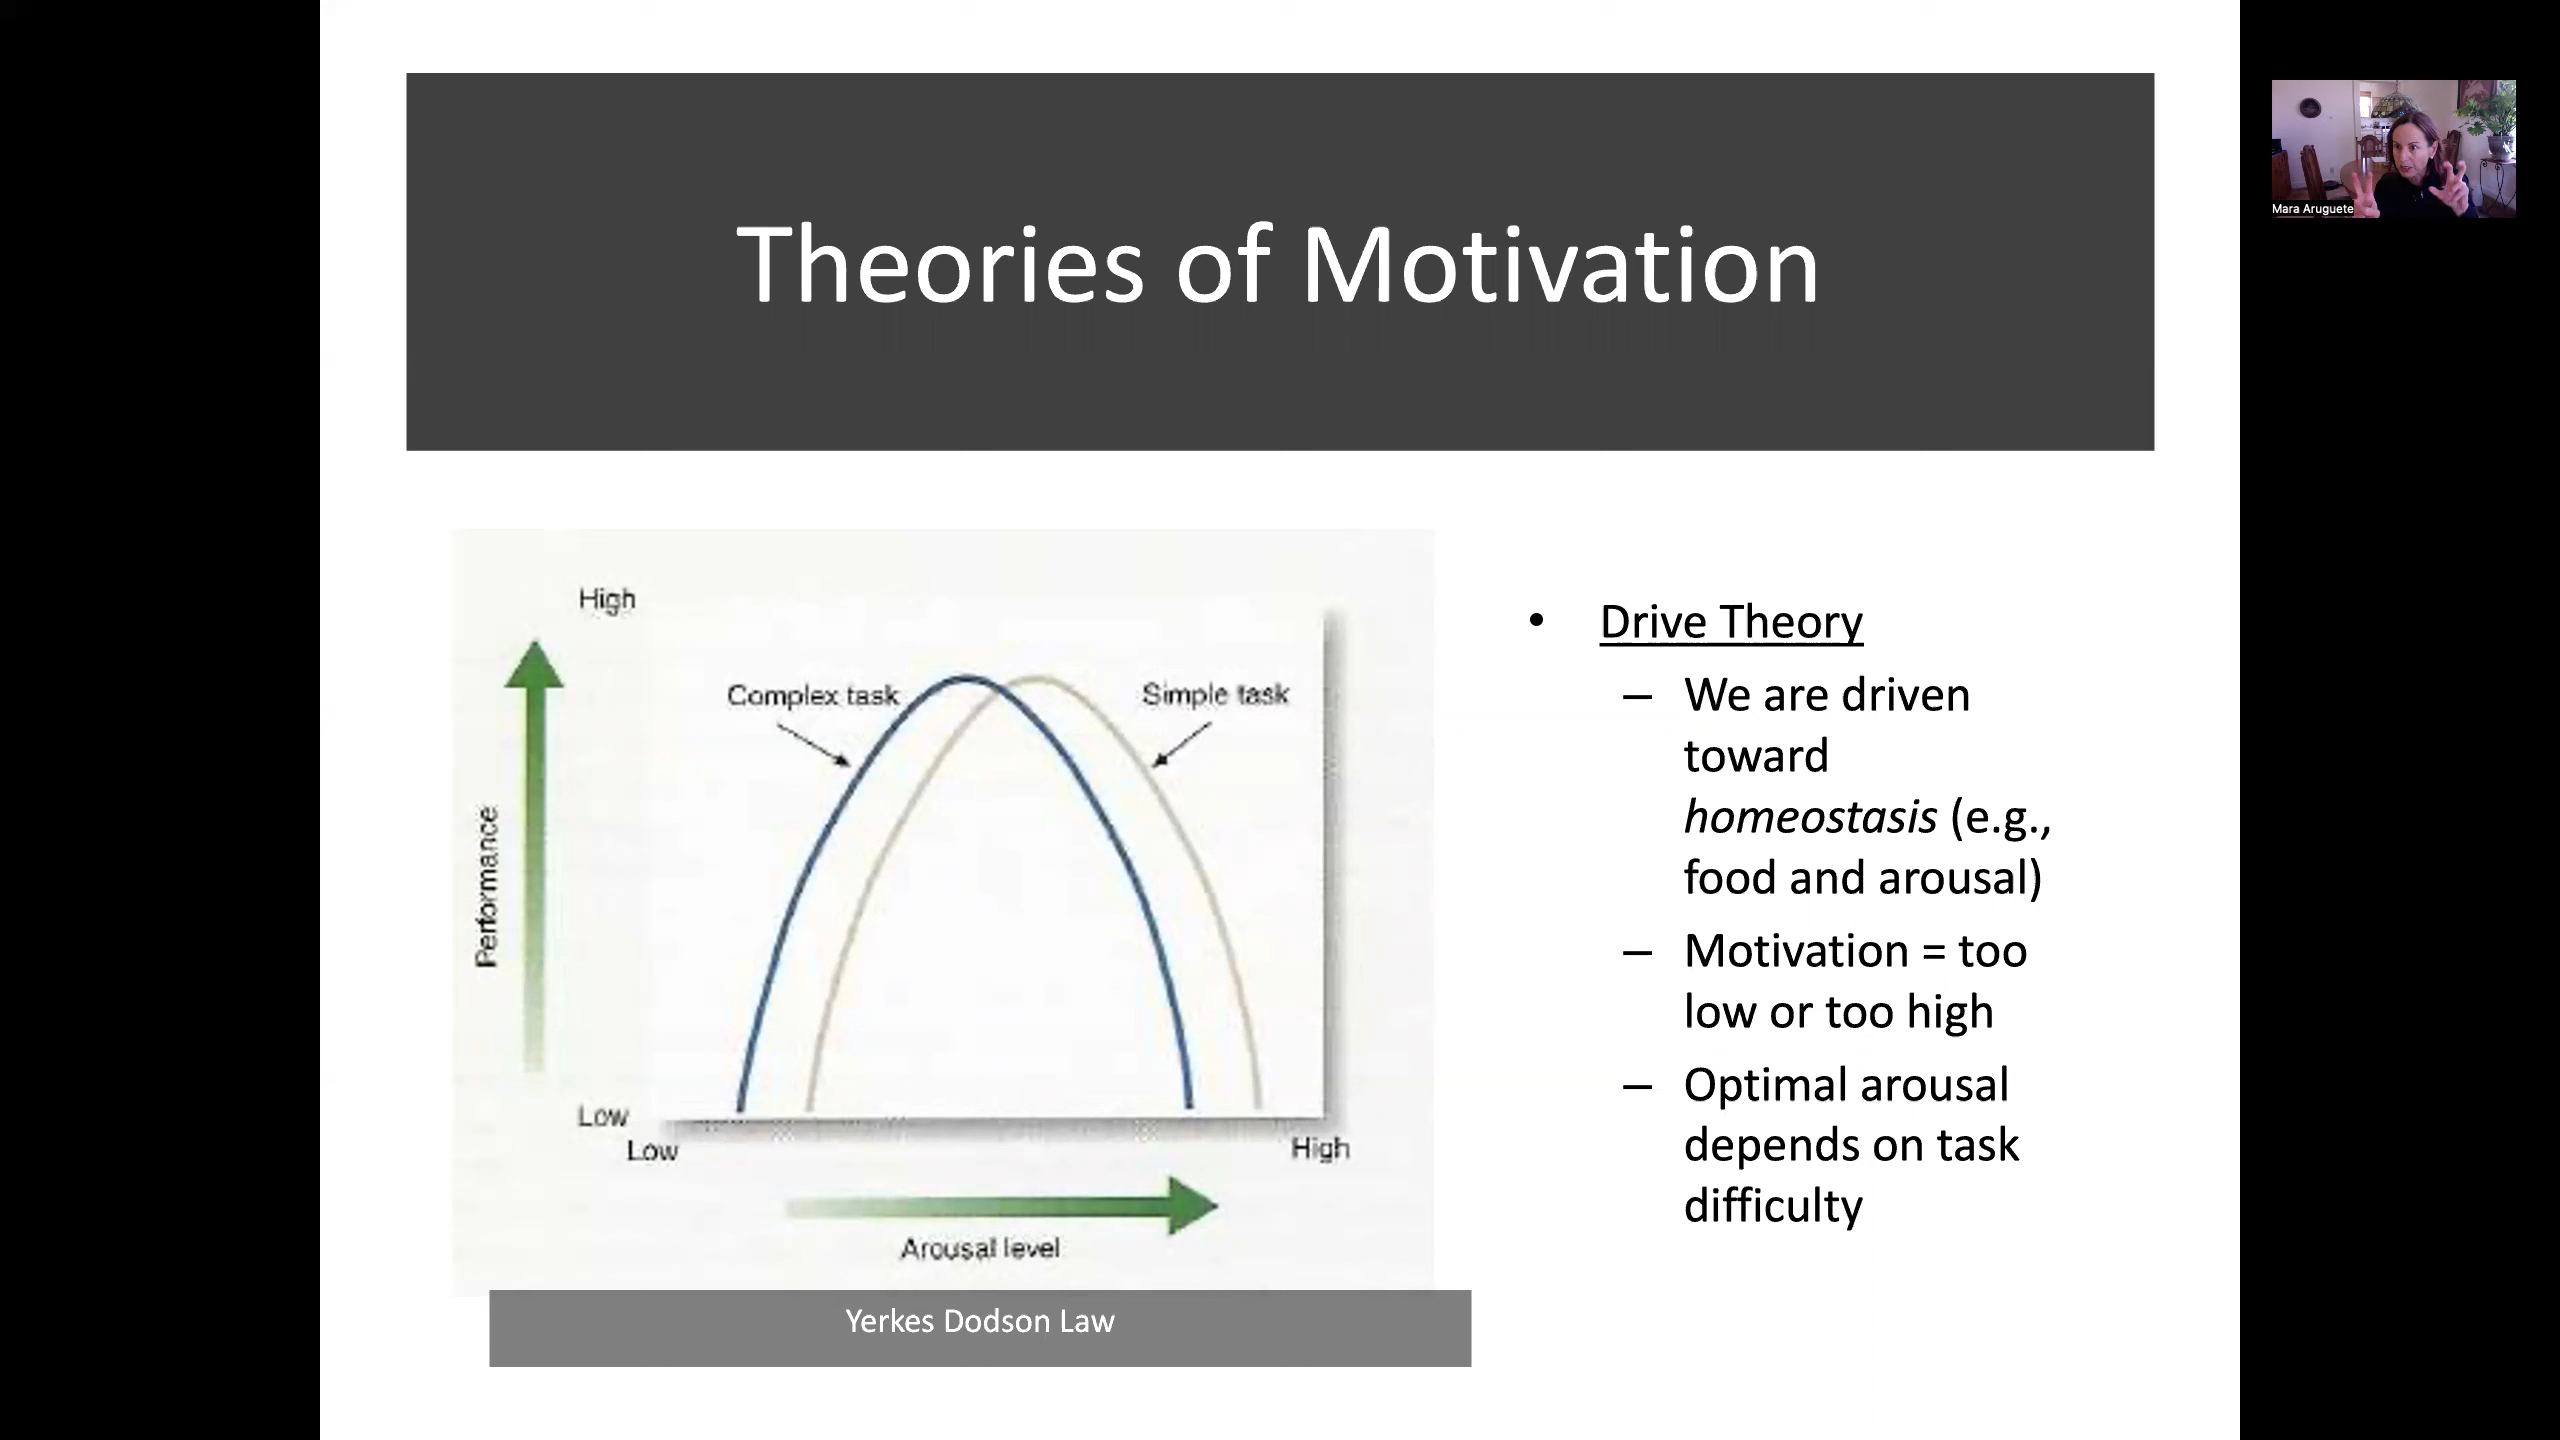 Theories of Motivation
Mara Aruguete
High
Complex task
Simple task
Performance
Low
Low
High
Arousal level
Yerkes Dodson Law
• Drive Theory
– We are driven
toward
homeostasis (e.g.,
food and arousal)
– Motivation = too
low or too high
– Optimal arousal
depends on task
difficulty